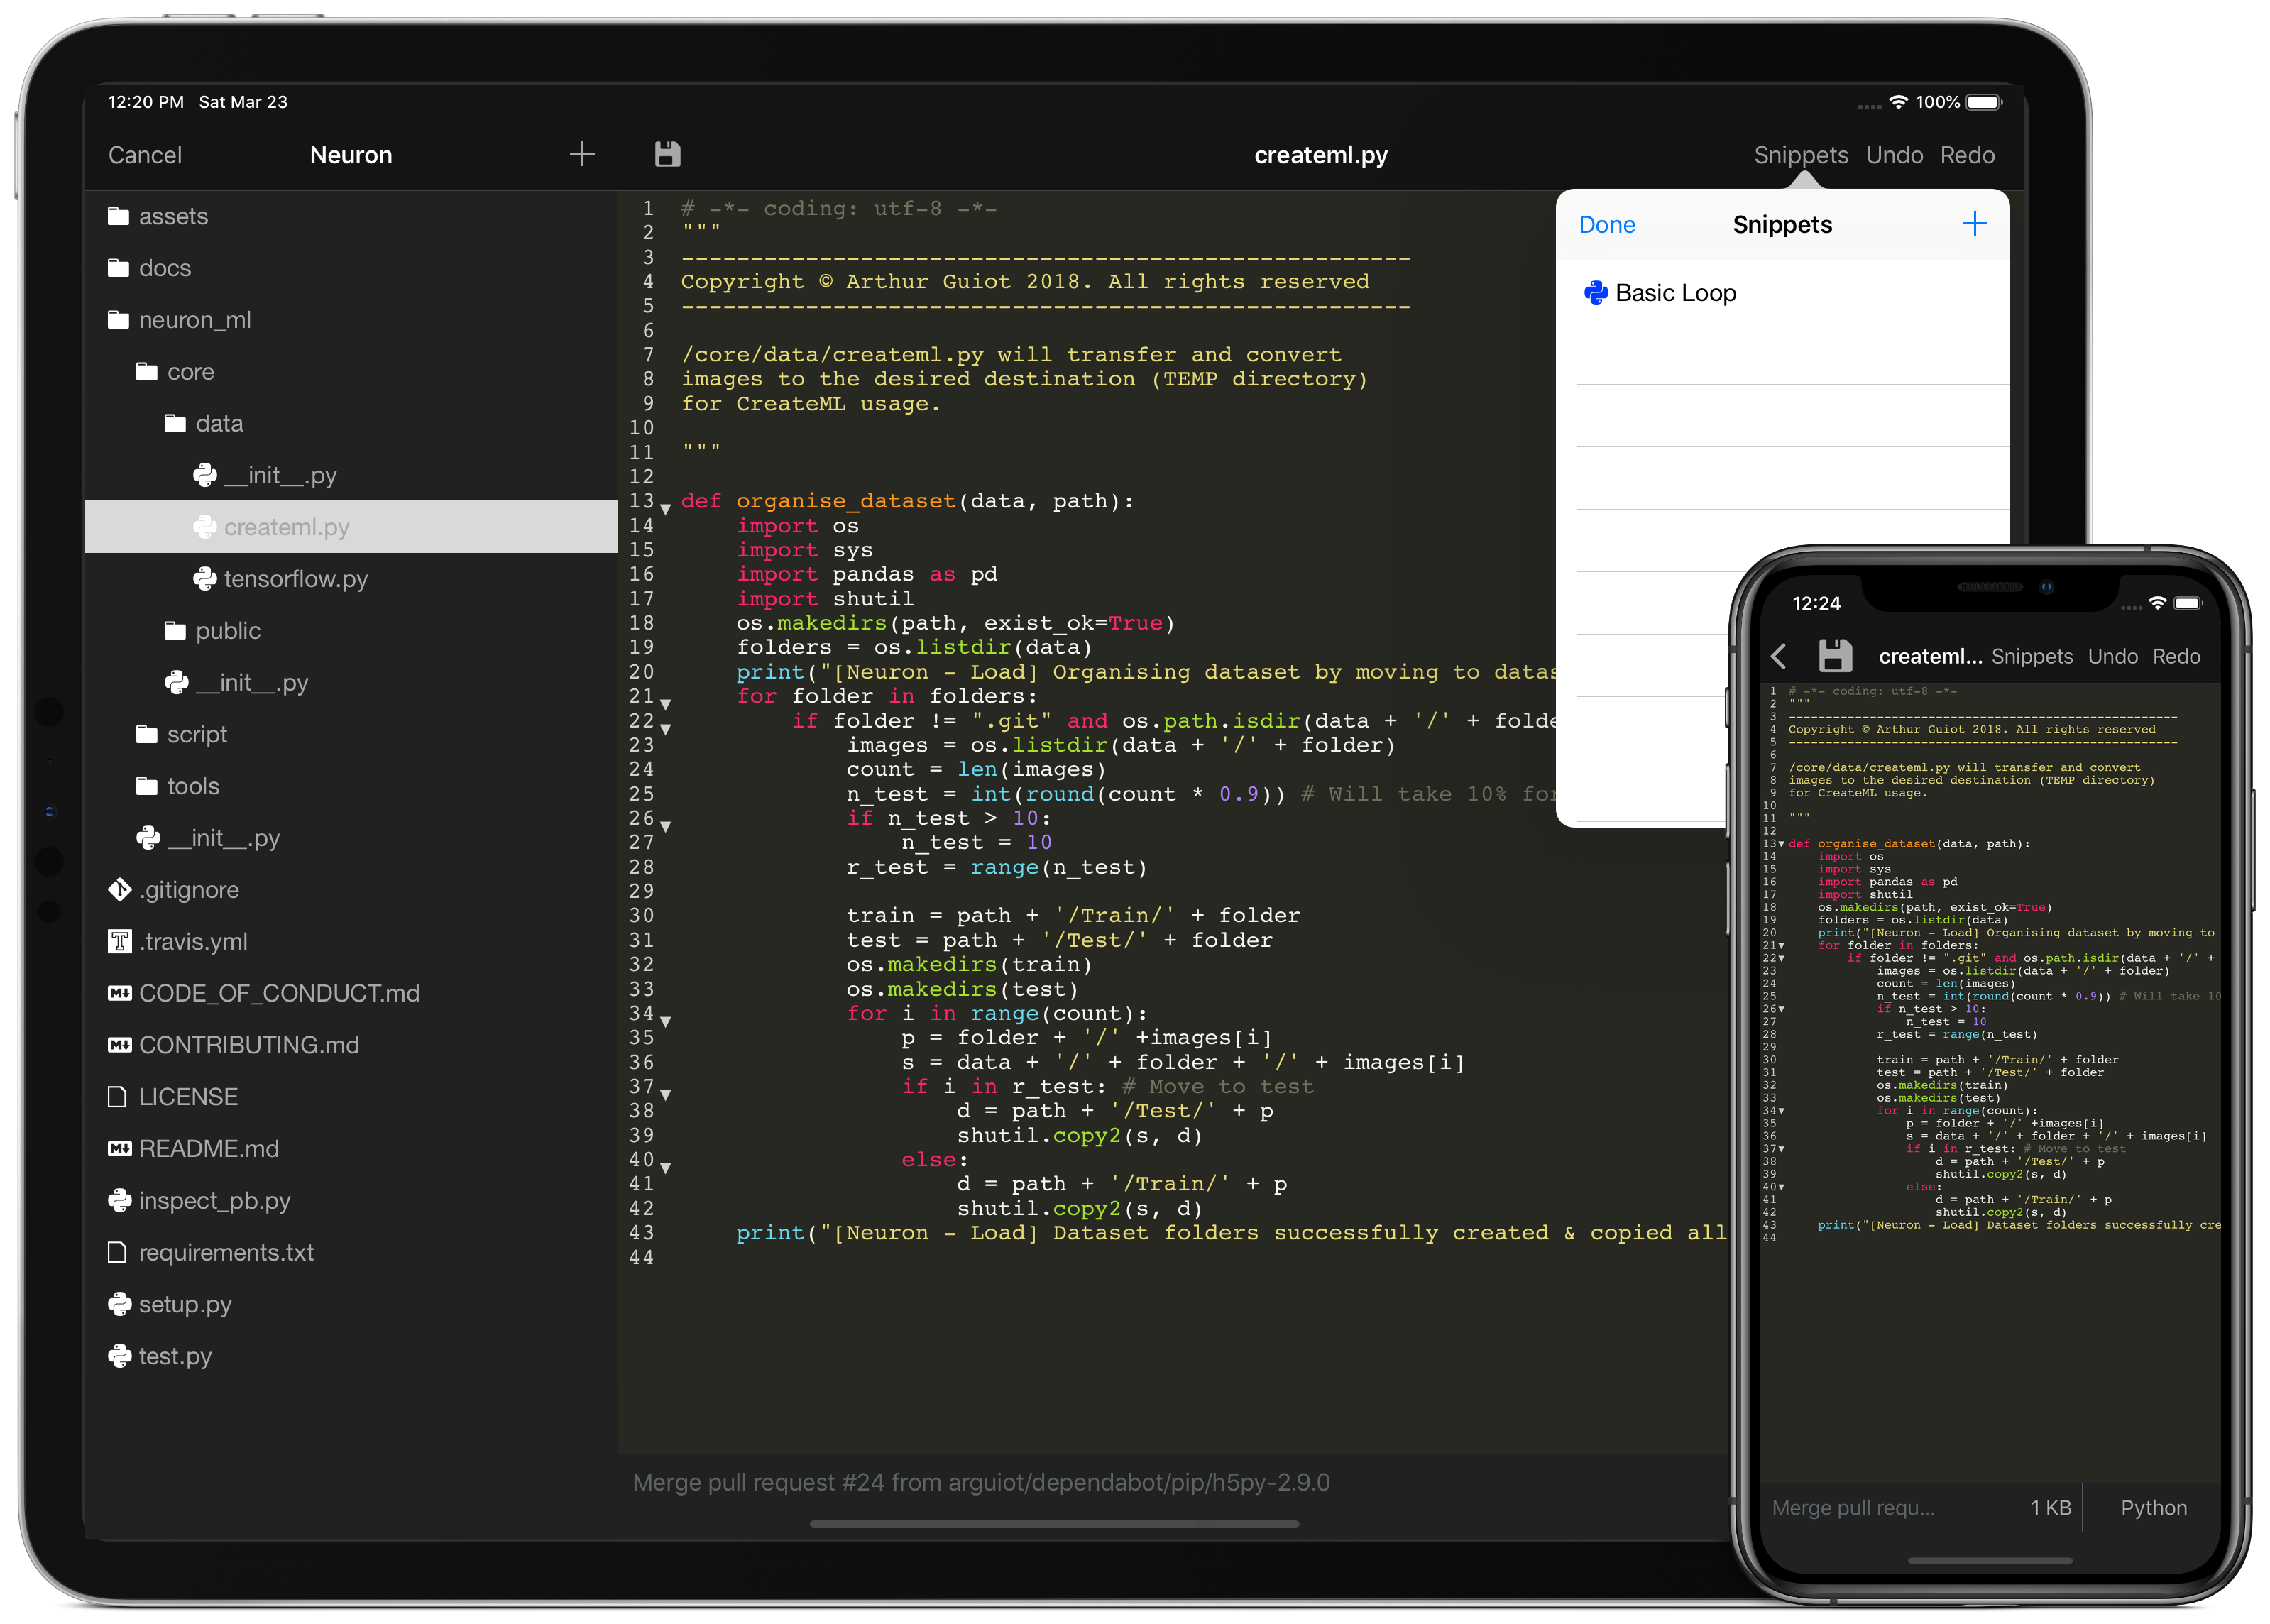 12:20 PM Sat Mar 23
100%
Cancel Neuron
createml.py
Snippets Undo Redo
assets
docs
neuron_ml
core
data
__init__.py
createml.py
tensorflow.py
public
__init__.py
script
tools
__init__.py
.gitignore
.travis.yml
CODE_OF_CONDUCT.md
CONTRIBUTING.md
LICENSE
README.md
inspect_pb.py
requirements.txt
setup.py
test.py
1 # -*- coding: utf-8 -*-
2 """
3 -----------------------------------------------------
4 Copyright © Arthur Guiot 2018. All rights reserved
5 -----------------------------------------------------
6
7 /core/data/createml.py will transfer and convert
8 images to the desired destination (TEMP directory)
9 for CreateML usage.
10
11 """
12
13 def organise_dataset(data, path):
14     import os
15     import sys
16     import pandas as pd
17     import shutil
18     os.makedirs(path, exist_ok=True)
19     folders = os.listdir(data)
20     print("[Neuron - Load] Organising dataset by moving to datas
21     for folder in folders:
22         if folder != ".git" and os.path.isdir(data + '/' + folde
23             images = os.listdir(data + '/' + folder)
24             count = len(images)
25             n_test = int(round(count * 0.9)) # Will take 10% for
26             if n_test > 10:
27                 n_test = 10
28             r_test = range(n_test)
29
30             train = path + '/Train/' + folder
31             test = path + '/Test/' + folder
32             os.makedirs(train)
33             os.makedirs(test)
34             for i in range(count):
35                 p = folder + '/' +images[i]
36                 s = data + '/' + folder + '/' + images[i]
37                 if i in r_test: # Move to test
38                     d = path + '/Test/' + p
39                     shutil.copy2(s, d)
40                 else:
41                     d = path + '/Train/' + p
42                     shutil.copy2(s, d)
43     print("[Neuron - Load] Dataset folders successfully created & copied all
44
Merge pull request #24 from arguiot/dependabot/pip/h5py-2.9.0
Done Snippets
Basic Loop
12:24
createml... Snippets Undo Redo
1 # -*- coding: utf-8 -*-
2 """
3 -----------------------------------------------------
4 Copyright © Arthur Guiot 2018. All rights reserved
5 -----------------------------------------------------
6
7 /core/data/createml.py will transfer and convert
8 images to the desired destination (TEMP directory)
9 for CreateML usage.
10
11 """
12
13 def organise_dataset(data, path):
14     import os
15     import sys
16     import pandas as pd
17     import shutil
18     os.makedirs(path, exist_ok=True)
19     folders = os.listdir(data)
20     print("[Neuron - Load] Organising dataset by moving to
21     for folder in folders:
22         if folder != ".git" and os.path.isdir(data + '/' +
23             images = os.listdir(data + '/' + folder)
24             count = len(images)
25             n_test = int(round(count * 0.9)) # Will take 10
26             if n_test > 10:
27                 n_test = 10
28             r_test = range(n_test)
29
30             train = path + '/Train/' + folder
31             test = path + '/Test/' + folder
32             os.makedirs(train)
33             os.makedirs(test)
34             for i in range(count):
35                 p = folder + '/' +images[i]
36                 s = data + '/' + folder + '/' + images[i]
37                 if i in r_test: # Move to test
38                     d = path + '/Test/' + p
39                     shutil.copy2(s, d)
40                 else:
41                     d = path + '/Train/' + p
42                     shutil.copy2(s, d)
43     print("[Neuron - Load] Dataset folders successfully cre
44
Merge pull requ... 1 KB Python